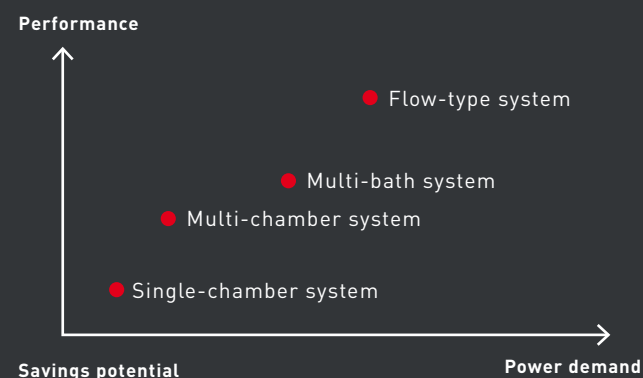 Performance
Flow-type system
Multi-bath system
Multi-chamber system
Single-chamber system
Savings potential
Power demand